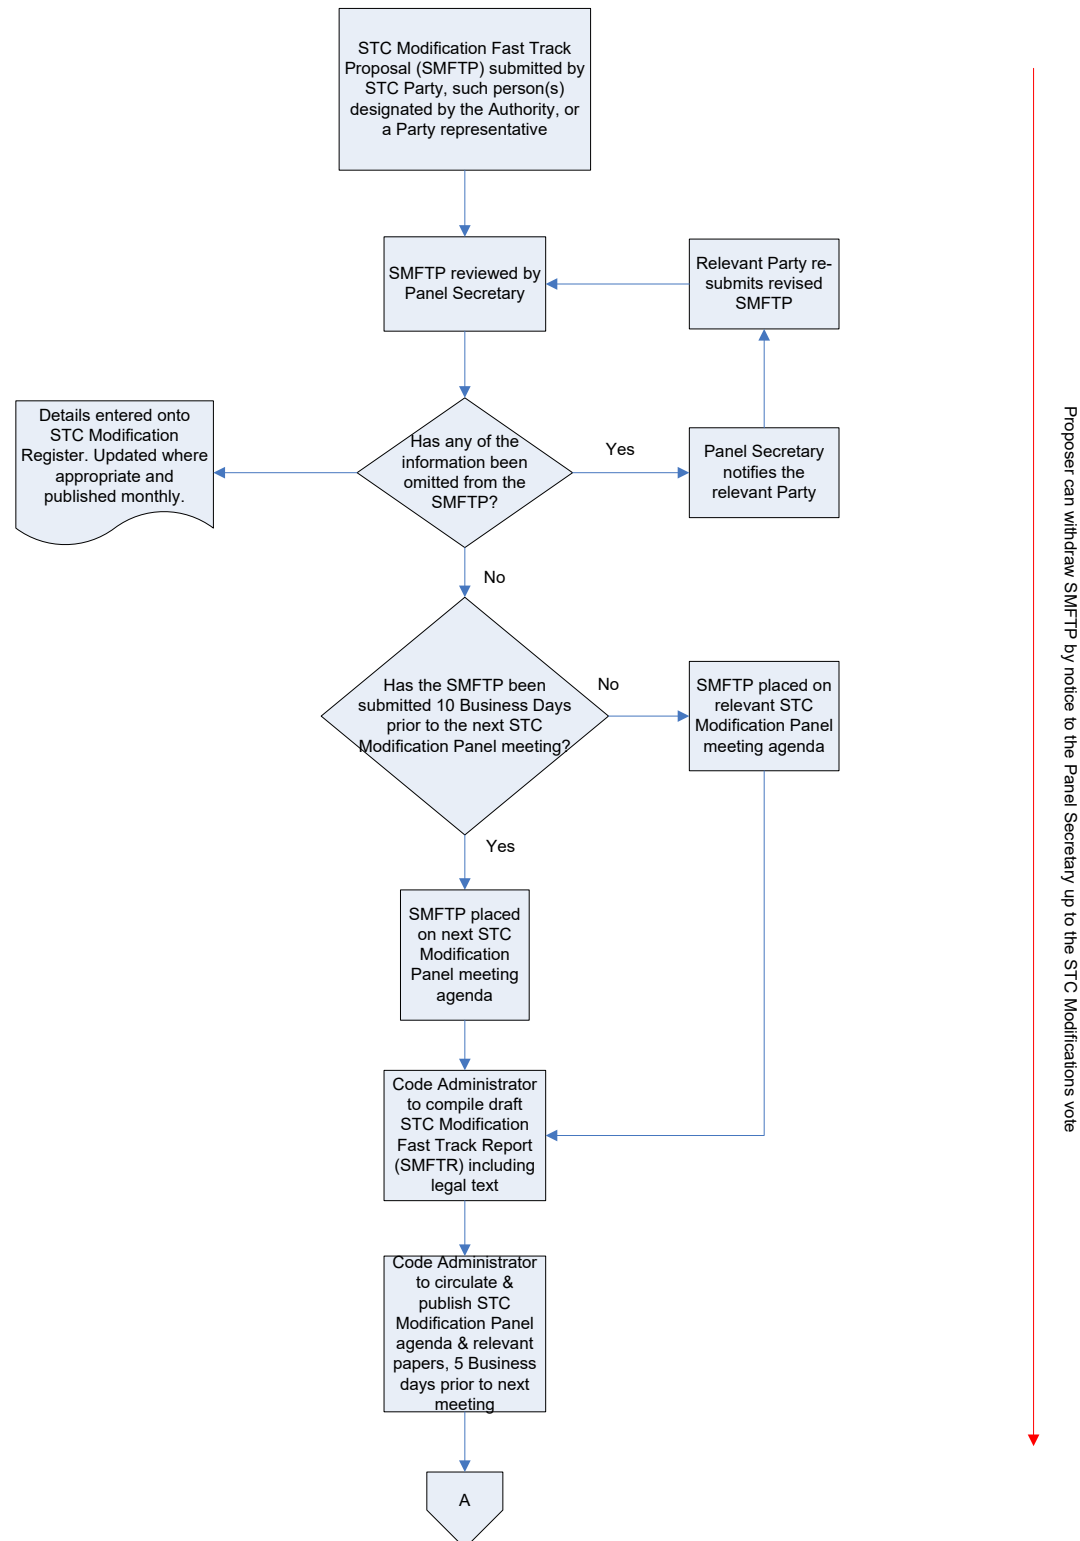 STC Modification Fast Track
Proposal (SMFTP) submitted by
STC Party, such person(s)
designated by the Authority, or
a Party representative
SMFTP reviewed by
Panel Secretary
Relevant Party re-
submits revised
SMFTP
Details entered onto
STC Modification
Register. Updated where
appropriate and
published monthly.
Has any of the
information been
omitted from the
SMFTP?
Yes
Panel Secretary
notifies the
relevant Party
No
Has the SMFTP been
submitted 10 Business Days
prior to the next STC
Modification Panel meeting?
No
SMFTP placed on
relevant STC
Modification Panel
meeting agenda
Yes
SMFTP placed
on next STC
Modification
Panel meeting
agenda
Code Administrator
to compile draft
STC Modification
Fast Track Report
(SMFTR) including
legal text
Code Administrator
to circulate &
publish STC
Modification Panel
agenda & relevant
papers, 5 Business
days prior to next
meeting
A
Proposer can withdraw SMFTP by notice to the Panel Secretary up to the STC Modifications vote